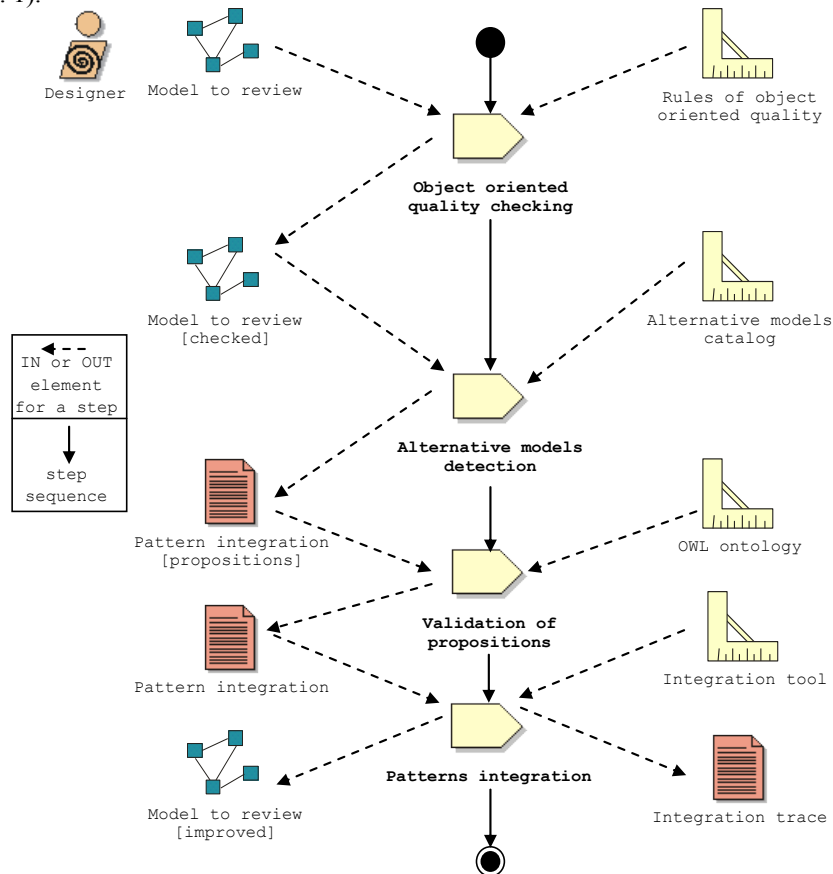 . 1).
Designer
Model to review
Rules of object
oriented quality
Object oriented
quality checking
Model to review
[checked]
Alternative models
catalog
IN or OUT
element
for a step
step
sequence
Alternative models
detection
Pattern integration
[propositions]
OWL ontology
Validation of
propositions
Pattern integration
Integration tool
Patterns integration
Model to review
[improved]
Integration trace